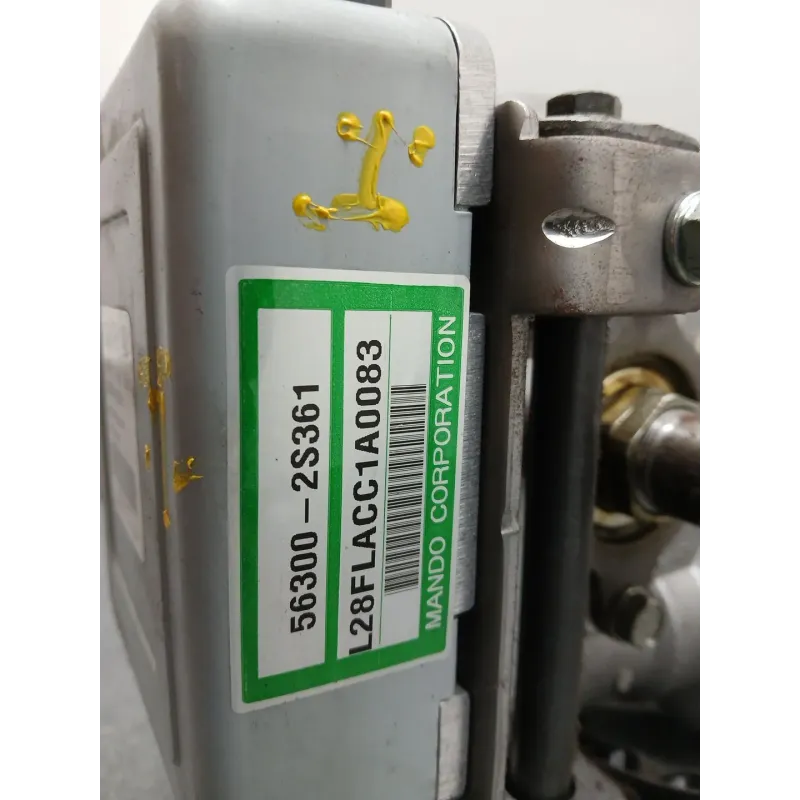 56300-2S361
L28FLACC1A0083
MANDO CORPORATION